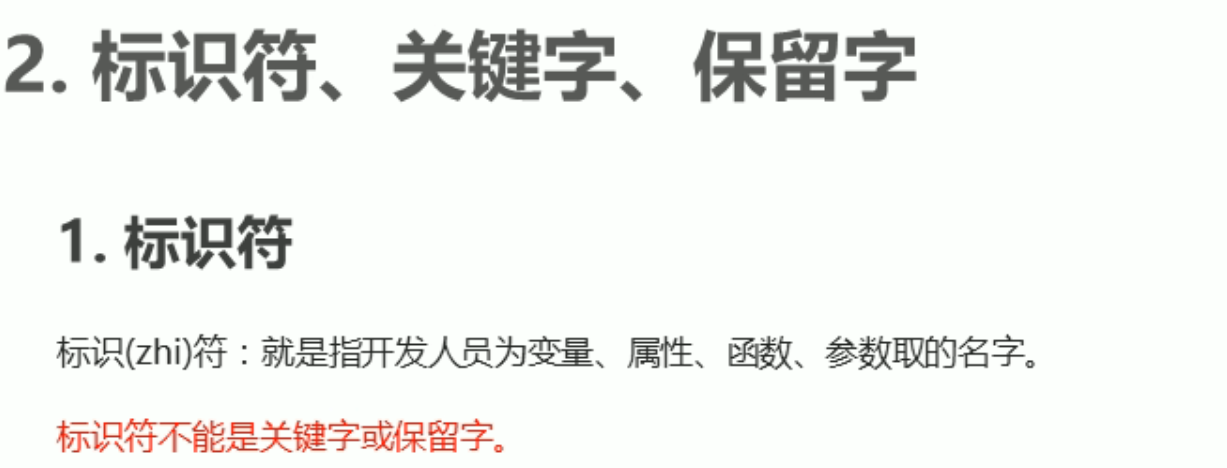 2. 标识符、关键字、保留字
1. 标识符
标识(zhi)符：就是指开发人员为变量、属性、函数、参数取的名字。
标识符不能是关键字或保留字。